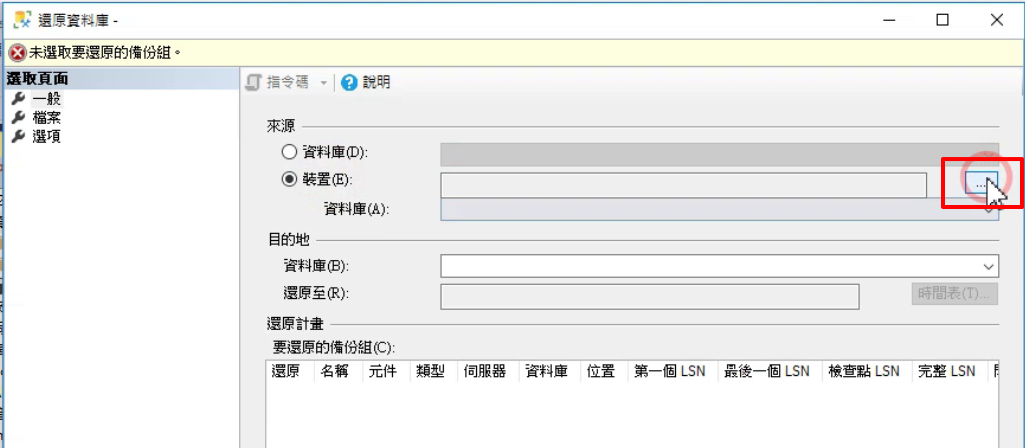 還原資料庫 -
未選取要還原的備份組。
選取頁面
一般
檔案
選項
指令碼 說明
來源
資料庫(D):
裝置(E):
...
資料庫(A):
目的地
資料庫(B):
還原至(R):
時間表(T)...
還原計畫
要還原的備份組(C):
還原 名稱 元件 類型 伺服器 資料庫 位置 第一個 LSN 最後一個 LSN 檢查點 LSN 完整 LSN